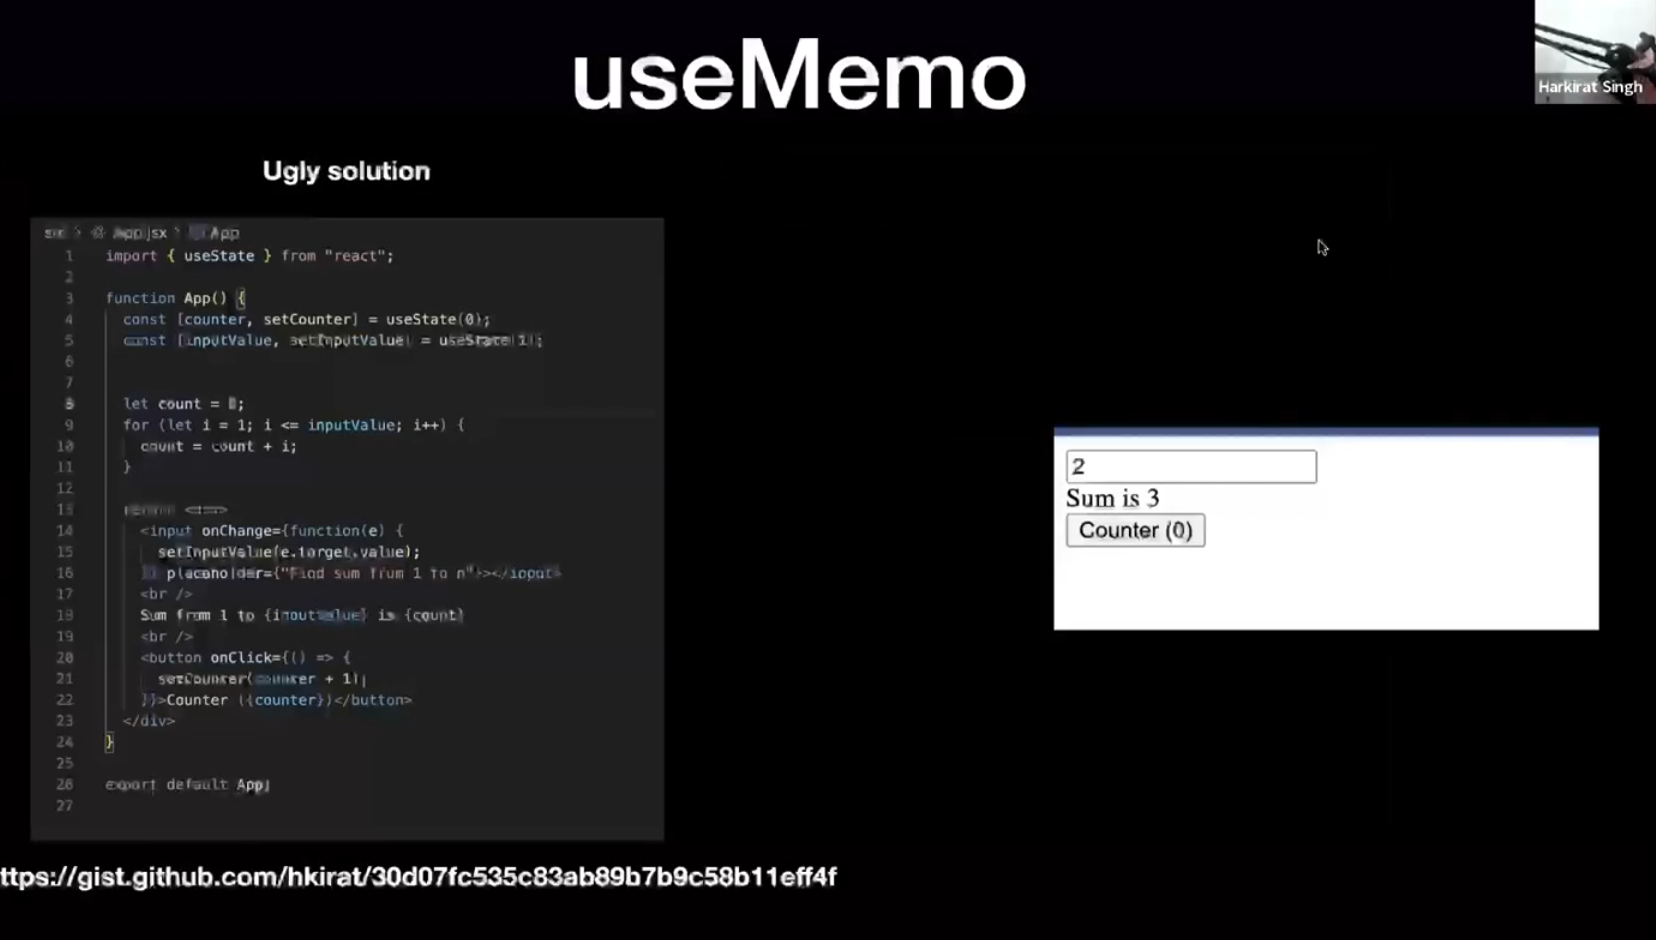 useMemo
Harkirat Singh
Ugly solution
src > App.jsx > App
1 import { useState } from "react";
2
3 function App() {
4 const [counter, setCounter] = useState(0);
5 const [inputValue, setInputValue] = useState(1);
6
7
8 let count = 0;
9 for (let i = 1; i <= inputValue; i++) {
10 count = count + i;
11 }
12
13 return <div>
14 <input onChange={function(e) {
15 setInputValue(e.target.value);
16 }} placeholder={"Find sum from 1 to n"}></input>
17 <br />
18 Sum from 1 to {inputValue} is {count}
19 <br />
20 <button onClick={() => {
21 setCounter(counter + 1);
22 }}>Counter ({counter})</button>
23 </div>
24 }
25
26 export default App;
27
2
Sum is 3
Counter (0)
ttps://gist.github.com/hkirat/30d07fc535c83ab89b7b9c58b11eff4f